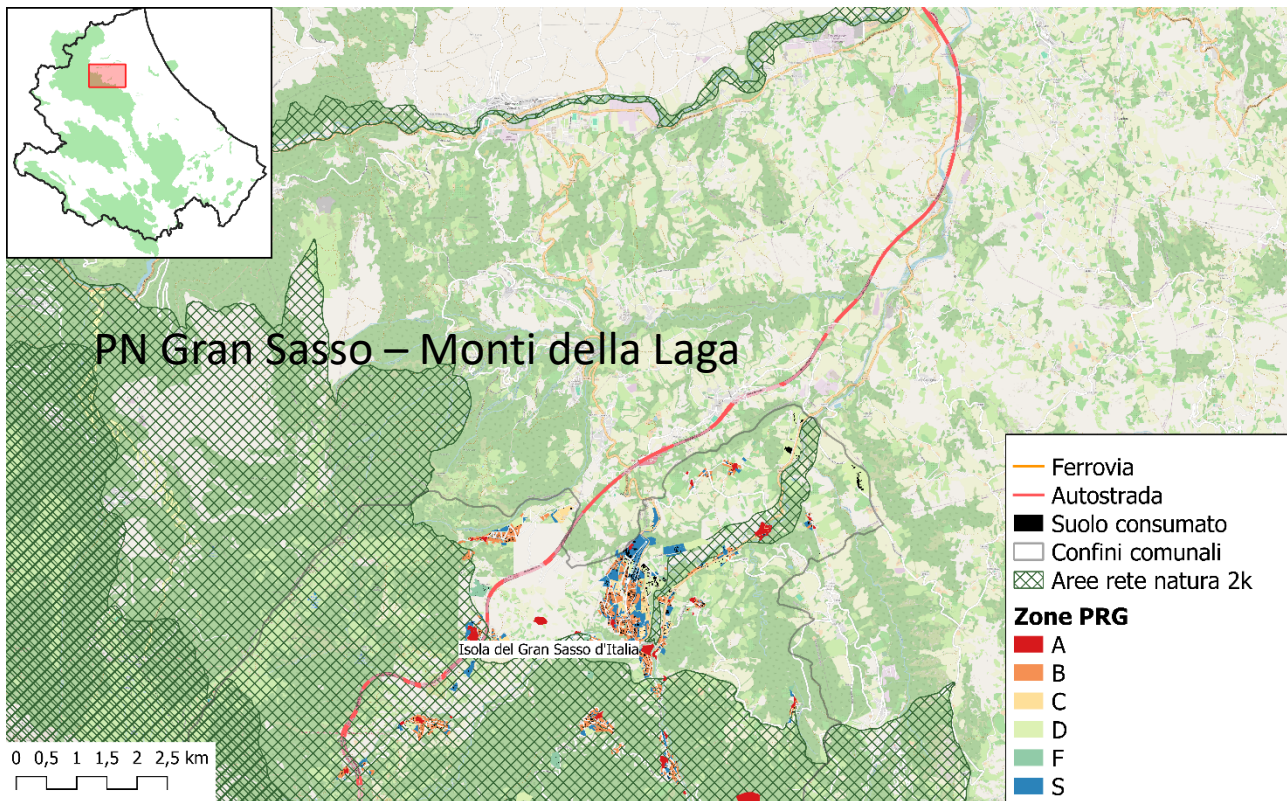 PN Gran Sasso – Monti della Laga
Isola del Gran Sasso d'Italia
0 0,5 1 1,5 2 2,5 km
Ferrovia
Autostrada
Suolo consumato
Confini comunali
Aree rete natura 2k
Zone PRG
A
B
C
D
F
S